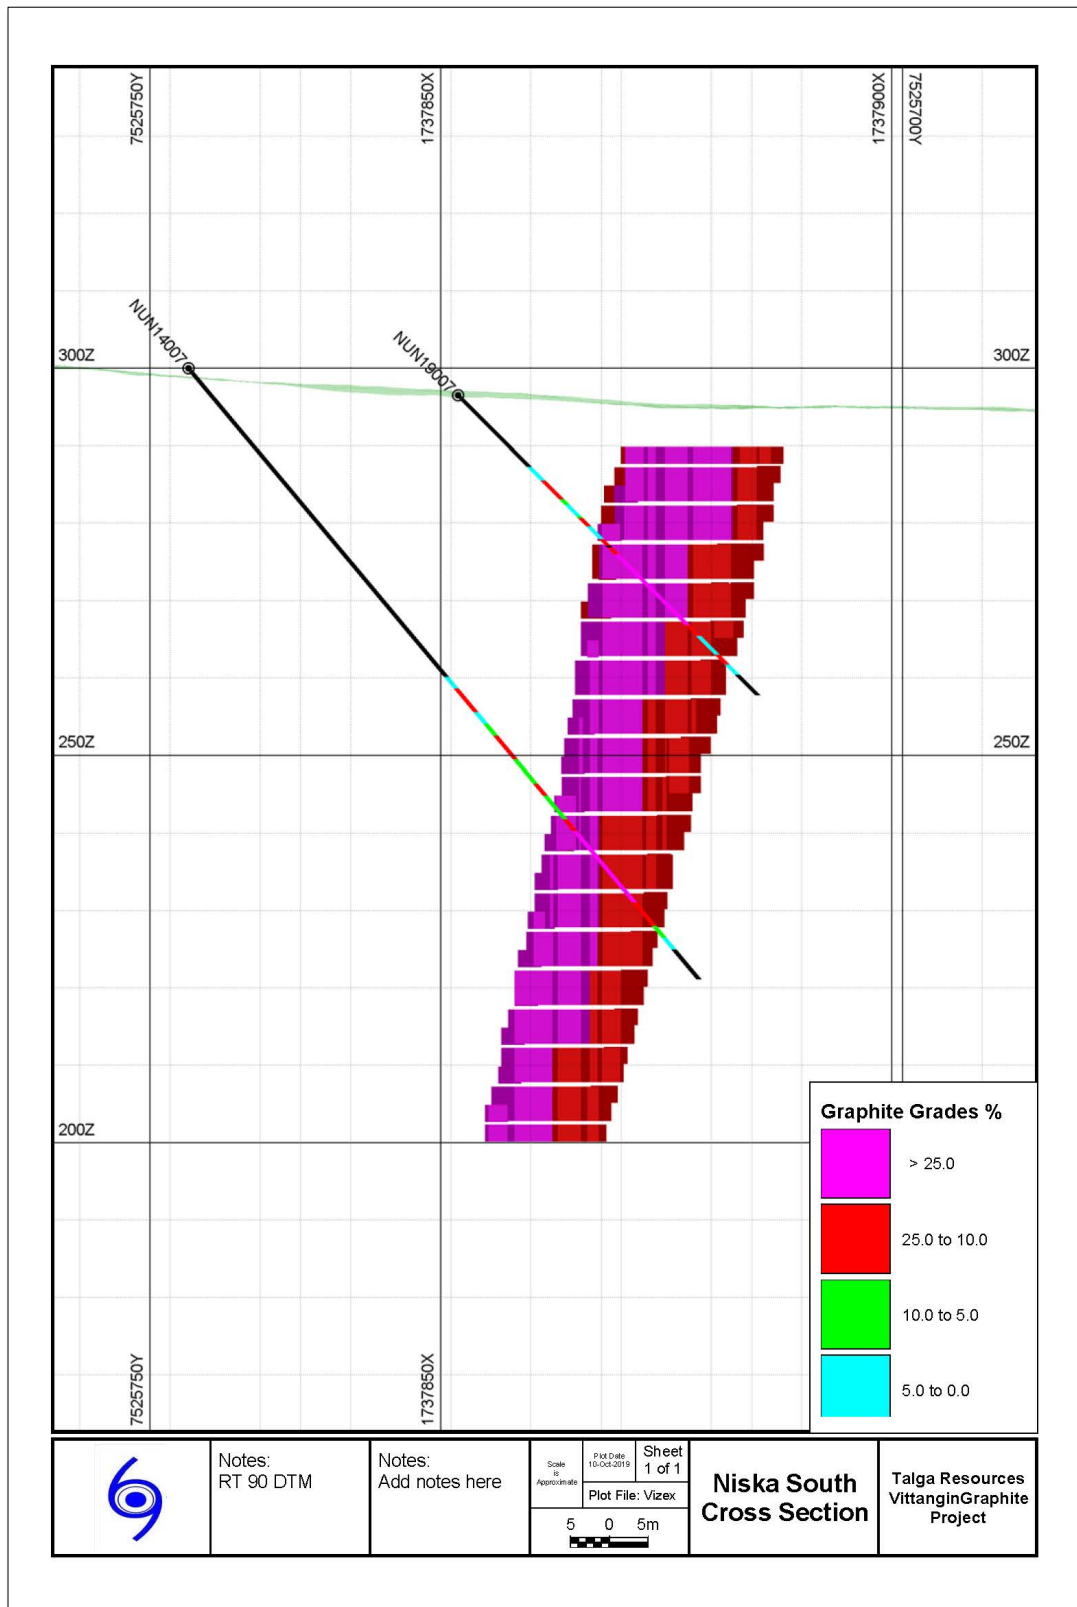 7525750Y
1737850X
1737900X
7525700Y
NUN14007
NUN19007
300Z
300Z
250Z
250Z
200Z
7525750Y
1737850X
Graphite Grades %
> 25.0
25.0 to 10.0
10.0 to 5.0
5.0 to 0.0
Notes:
RT 90 DTM
Notes:
Add notes here
Scale
is
Approximate
Plot Date
10-Oct-2019
Sheet
1 of 1
Plot File: Vizex
5 0 5m
Niska South
Cross Section
Talga Resources
VittanginGraphite
Project